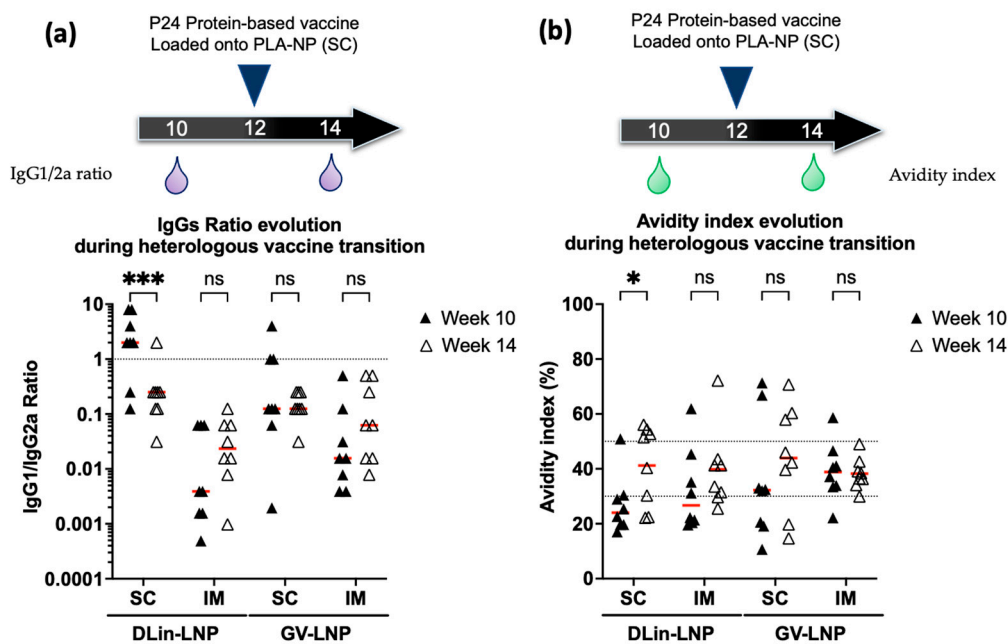 (a)
P24 Protein-based vaccine
Loaded onto PLA-NP (SC)
10 12 14
IgG1/2a ratio
IgGs Ratio evolution
during heterologous vaccine transition
*** ns ns ns
10
1
0.1
0.01
0.001
0.0001
IgG1/IgG2a Ratio
Week 10
Week 14
SC IM SC IM
DLin-LNP GV-LNP
(b)
P24 Protein-based vaccine
Loaded onto PLA-NP (SC)
10 12 14
Avidity index
Avidity index evolution
during heterologous vaccine transition
* ns ns ns
100
80
60
40
20
0
Avidity index (%)
Week 10
Week 14
SC IM SC IM
DLin-LNP GV-LNP